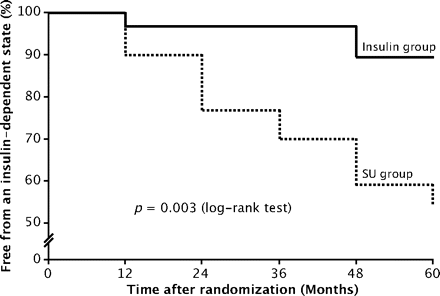 Free from an insulin-dependent state (%)
100
90
80
70
60
50
0
Insulin group
SU group
p = 0.003 (log-rank test)
0
12
24
36
48
60
Time after randomization (Months)